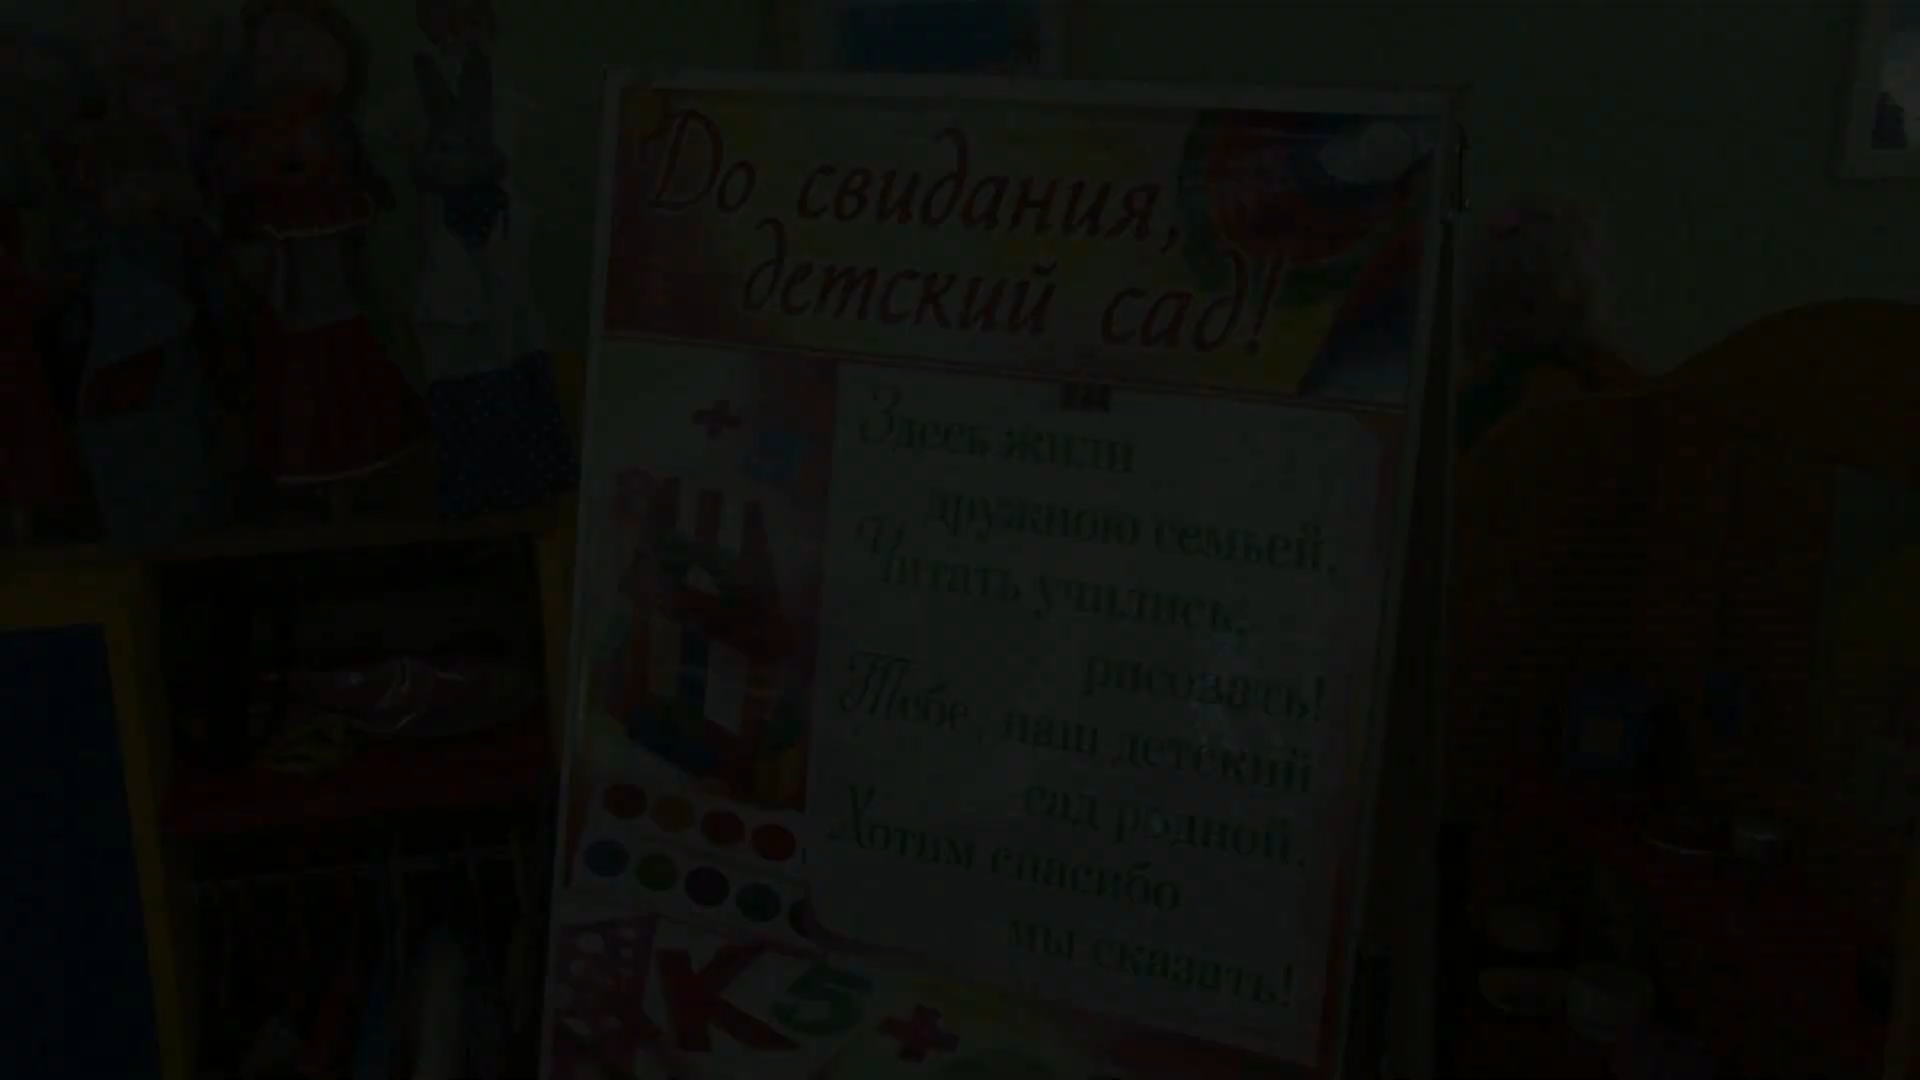 До свидания,
детский сад!
Здесь жили
дружною семьей,
Читать учились,
рисовать!
Тебе, наш детский
сад родной,
Хотим спасибо
мы сказать!
К 5 +